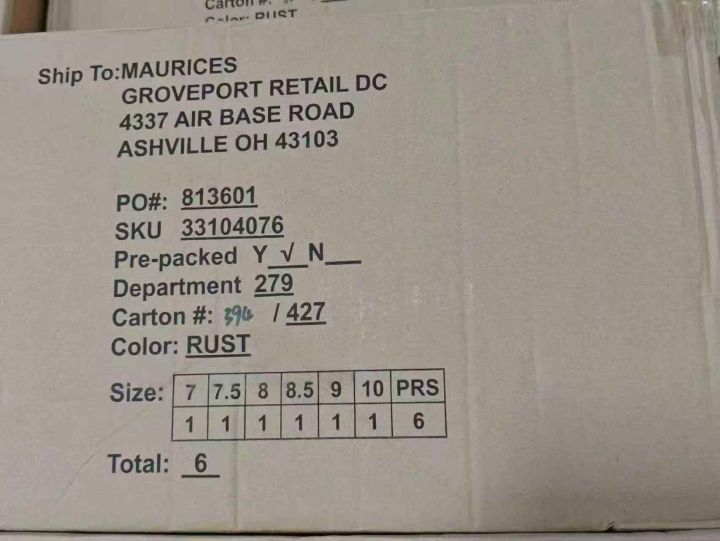 Carton #:
Color: RUST
Ship To:MAURICES
GROVEPORT RETAIL DC
4337 AIR BASE ROAD
ASHVILLE OH 43103
PO#: 813601
SKU 33104076
Pre-packed Y √ N
Department 279
Carton #: 394 / 427
Color: RUST
Size: 7 7.5 8 8.5 9 10 PRS
1 1 1 1 1 1 6
Total: 6